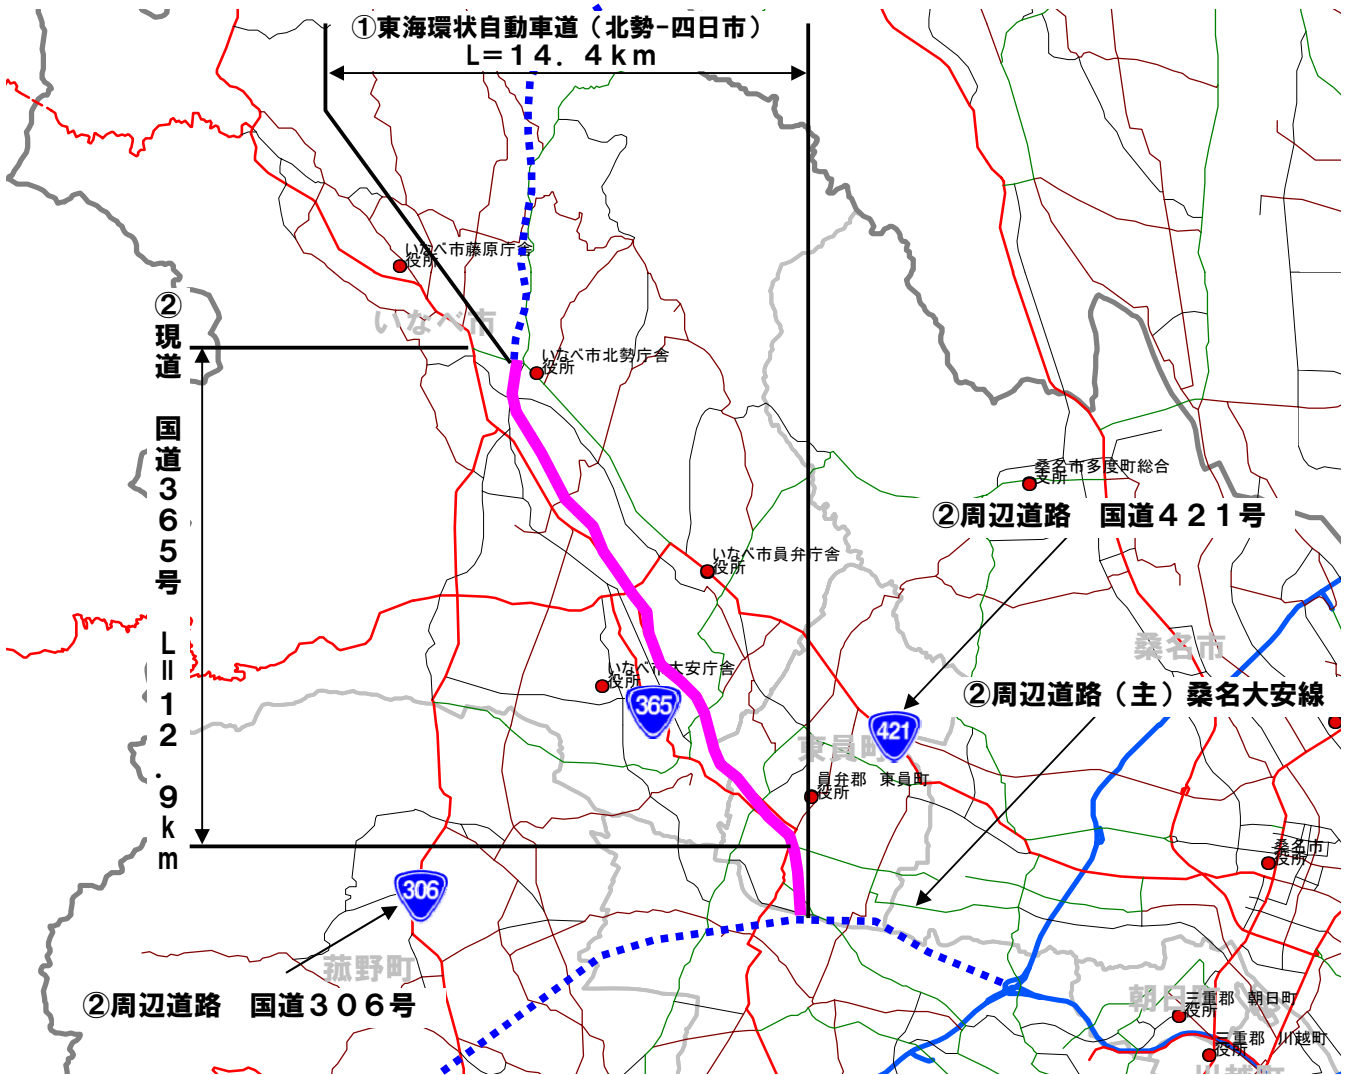 ①東海環状自動車道（北勢-四日市）
L＝１４．４ｋｍ
いなべ市藤原庁舎
役所
いなべ市
②現道　国道３６５号　L＝１２．９ｋｍ
いなべ市北勢庁舎
役所
桑名市多度町総合
支所
②周辺道路　国道４２１号
いなべ市員弁庁舎
役所
桑名市
いなべ市大安庁舎
役所
②周辺道路（主）桑名大安線
365
421
東員町
員弁郡　東員町
役所
桑名市
役所
306
菰野町
②周辺道路　国道３０６号
朝日町
三重郡　朝日町
役所
三重郡　川越町
役所
川越町